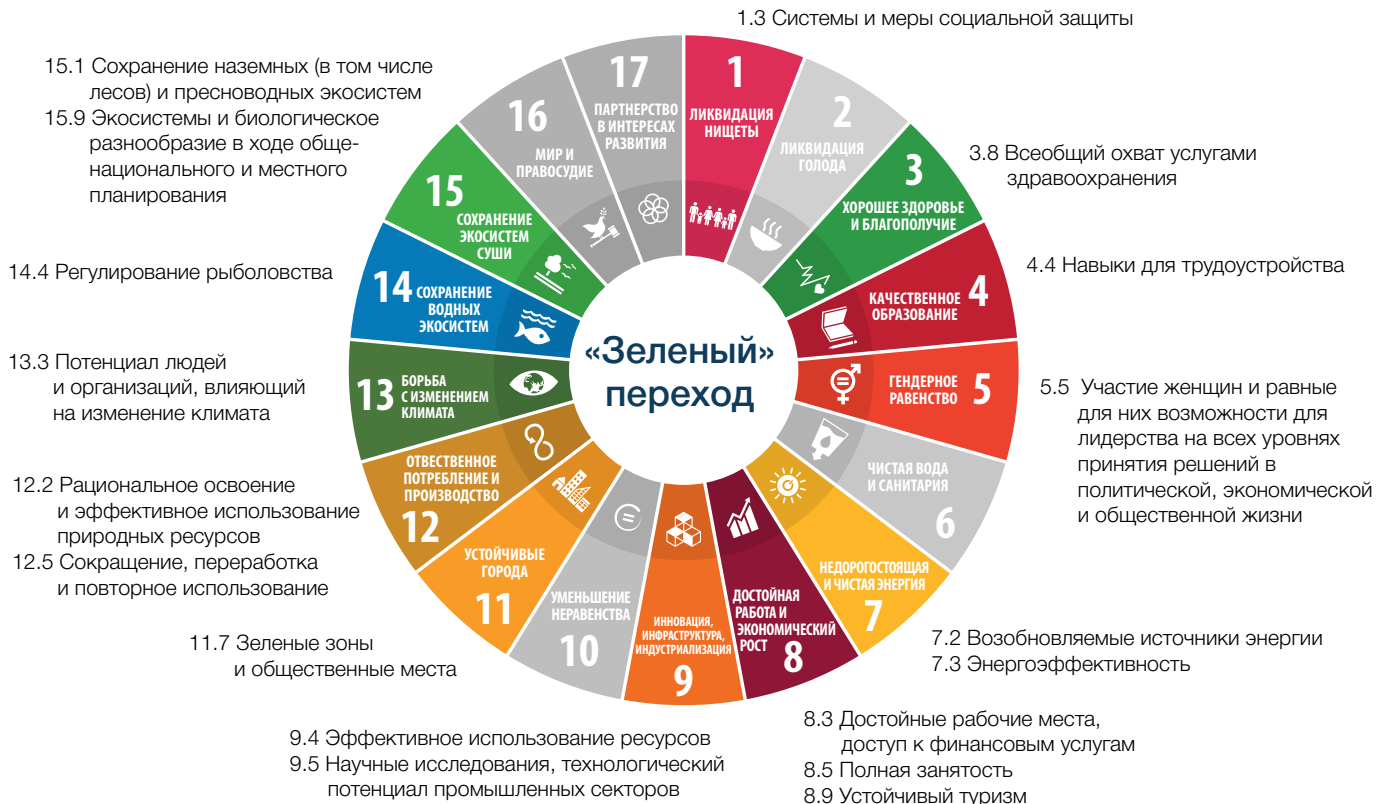 1.3 Системы и меры социальной защиты
15.1 Сохранение наземных (в том числе
лесов) и пресноводных экосистем
15.9 Экосистемы и биологическое
разнообразие в ходе обще-
национального и местного
планирования
14.4 Регулирование рыболовства
13.3 Потенциал людей
и организаций, влияющий
на изменение климата
12.2 Рациональное освоение
и эффективное использование
природных ресурсов
12.5 Сокращение, переработка
и повторное использование
11.7 Зеленые зоны
и общественные места
9.4 Эффективное использование ресурсов
9.5 Научные исследования, технологический
потенциал промышленных секторов
3.8 Всеобщий охват услугами
здравоохранения
4.4 Навыки для трудоустройства
5.5 Участие женщин и равные
для них возможности для
лидерства на всех уровнях
принятия решений в
политической, экономической
и общественной жизни
7.2 Возобновляемые источники энергии
7.3 Энергоэффективность
8.3 Достойные рабочие места,
доступ к финансовым услугам
8.5 Полная занятость
8.9 Устойчивый туризм
«Зеленый»
переход
1
ЛИКВИДАЦИЯ
НИЩЕТЫ
2
ЛИКВИДАЦИЯ
ГОЛОДА
3
ХОРОШЕЕ ЗДОРОВЬЕ
И БЛАГОПОЛУЧИЕ
4
КАЧЕСТВЕННОЕ
ОБРАЗОВАНИЕ
5
ГЕНДЕРНОЕ
РАВЕНСТВО
ЧИСТАЯ ВОДА
И САНИТАРИЯ
6
НЕДОРОГОСТОЯЩАЯ
И ЧИСТАЯ ЭНЕРГИЯ
7
ДОСТОЙНАЯ
РАБОТА И
ЭКОНОМИЧЕСКИЙ
РОСТ
8
ИННОВАЦИЯ,
ИНФРАСТРУКТУРА,
ИНДУСТРИАЛИЗАЦИЯ
9
УМЕНЬШЕНИЕ
НЕРАВЕНСТВА
10
УСТОЙЧИВЫЕ
ГОРОДА
11
ОТВЕСТВЕННОЕ
ПОТРЕБЛЕНИЕ И
ПРОИЗВОДСТВО
12
13
БОРЬБА
С ИЗМЕНЕНИЕМ
КЛИМАТА
14
СОХРАНЕНИЕ
ВОДНЫХ
ЭКОСИСТЕМ
15
СОХРАНЕНИЕ
ЭКОСИСТЕМ
СУШИ
16
МИР И
ПРАВОСУДИЕ
17
ПАРТНЕРСТВО
В ИНТЕРЕСАХ
РАЗВИТИЯ